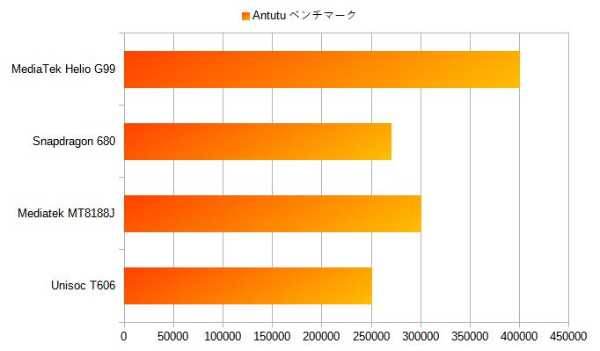 Antutu ベンチマーク
MediaTek Helio G99
Snapdragon 680
Mediatek MT8188J
Unisoc T606
0 50000 100000 150000 200000 250000 300000 350000 400000 450000